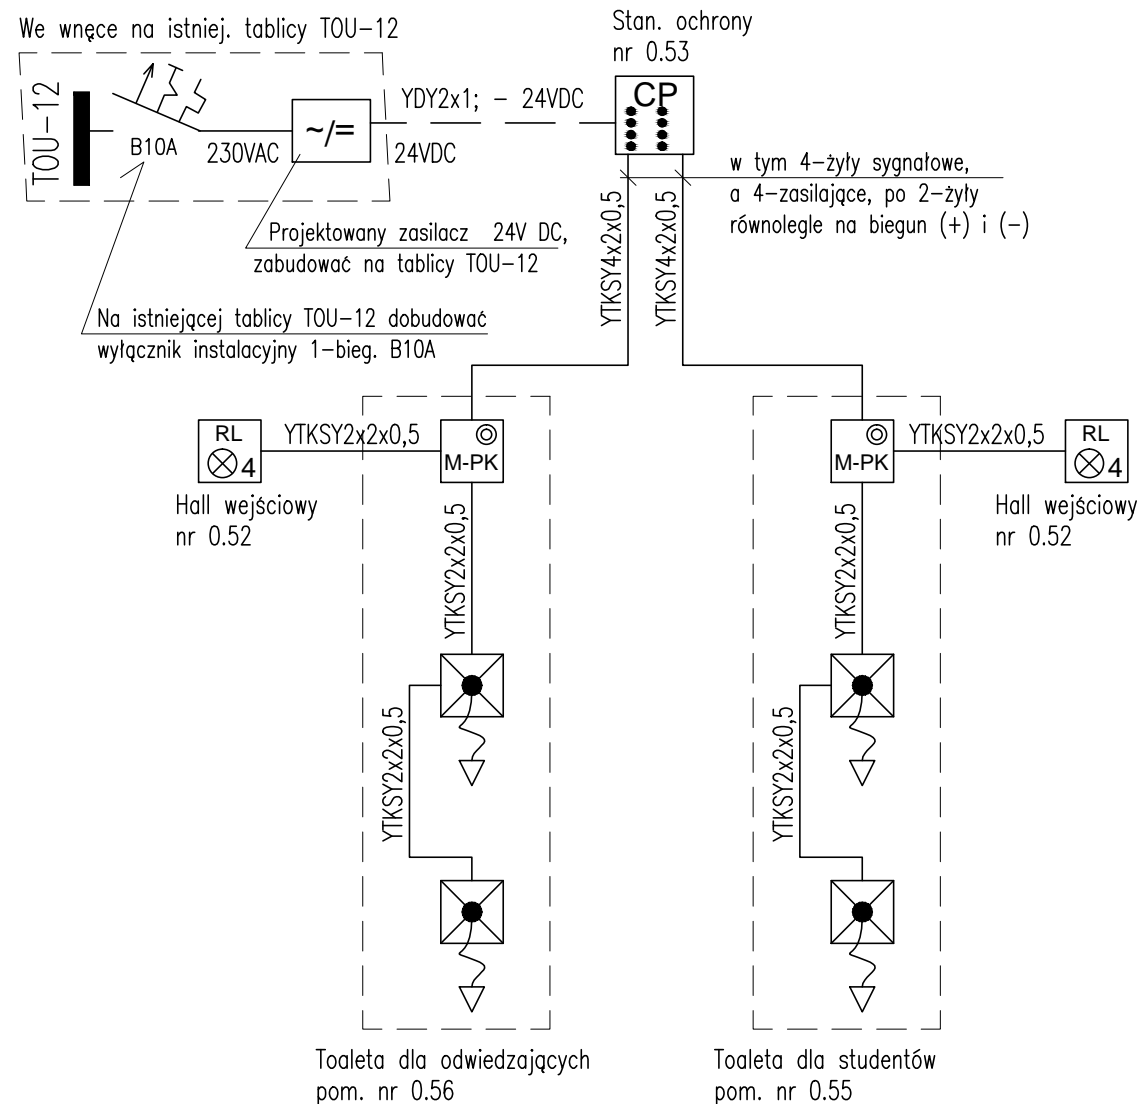 We wnęce na istniej. tablicy TOU-12
Stan. ochrony
nr 0.53
TOU-12
B10A
230VAC
~/=
24VDC
YDY2x1; - 24VDC
CP
w tym 4-żyły sygnałowe,
a 4-zasilające, po 2-żyły
równolegle na biegun (+) i (-)
YTKSY4x2x0,5
YTKSY4x2x0,5
Projektowany zasilacz 24V DC,
zabudować na tablicy TOU-12
Na istniejącej tablicy TOU-12 dobudować
wyłącznik instalacyjny 1-bieg. B10A
RL
4
YTKSY2x2x0,5
M-PK
Hall wejściowy
nr 0.52
M-PK
YTKSY2x2x0,5
RL
4
Hall wejściowy
nr 0.52
YTKSY2x2x0,5
YTKSY2x2x0,5
YTKSY2x2x0,5
YTKSY2x2x0,5
Toaleta dla odwiedzających
pom. nr 0.56
Toaleta dla studentów
pom. nr 0.55